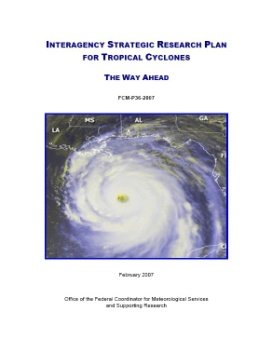 INTERAGENCY STRATEGIC RESEARCH PLAN
FOR TROPICAL CYCLONES
THE WAY AHEAD
FCM-P36-2007
MS AL GA
LA
February 2007
Office of the Federal Coordinator for Meteorological Services
and Supporting Research